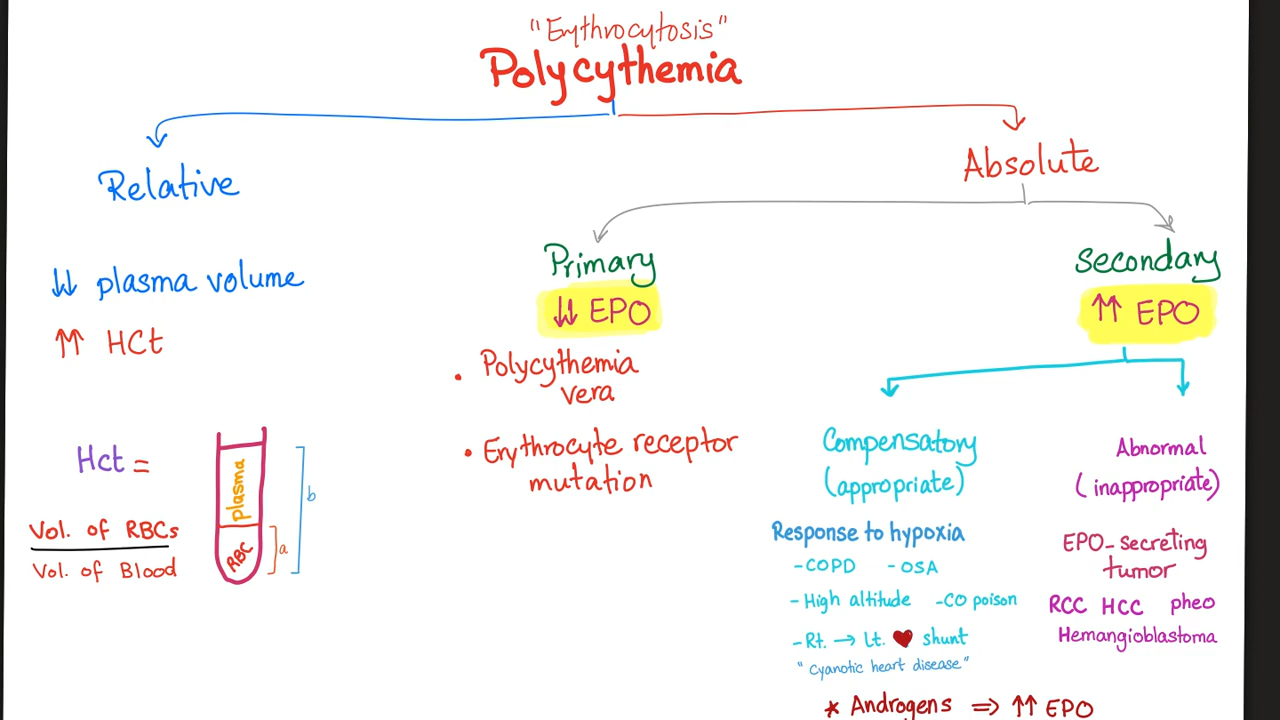 "Erythrocytosis"
Polycythemia
Relative
Absolute
↓↓ plasma volume
↑↑ HCt
Hct =
Vol. of RBCs
Vol. of Blood
plasma
RBC
a
b
Primary
↓↓ EPO
• Polycythemia
vera
• Erythrocyte receptor
mutation
Secondary
↑↑ EPO
Compensatory
(appropriate)
Response to hypoxia
- COPD - OSA
- High altitude - CO poison
- Rt. → Lt. ♥ shunt
"Cyanotic heart disease"
Abnormal
(inappropriate)
EPO-secreting
tumor
RCC HCC pheo
Hemangioblastoma
* Androgens ⇒ ↑↑ EPO